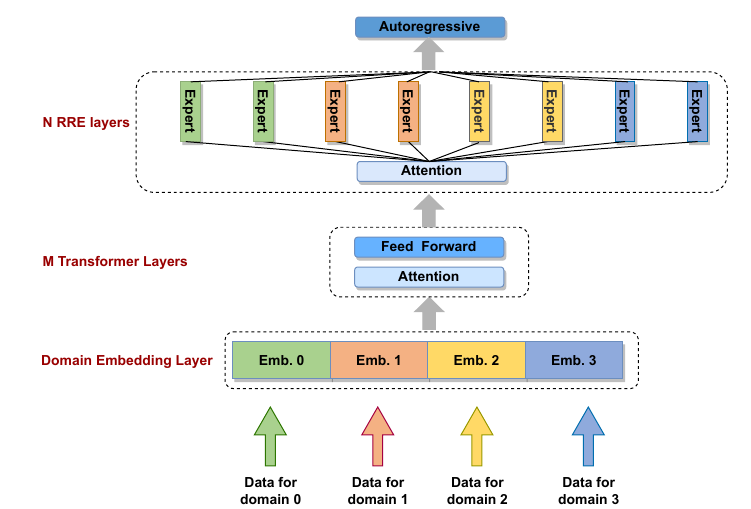 Autoregressive
N RRE layers
Expert
Expert
Expert
Expert
Expert
Expert
Expert
Expert
Attention
M Transformer Layers
Feed  Forward
Attention
Domain Embedding Layer
Emb. 0
Emb. 1
Emb. 2
Emb. 3
Data for
domain 0
Data for
domain 1
Data for
domain 2
Data for
domain 3